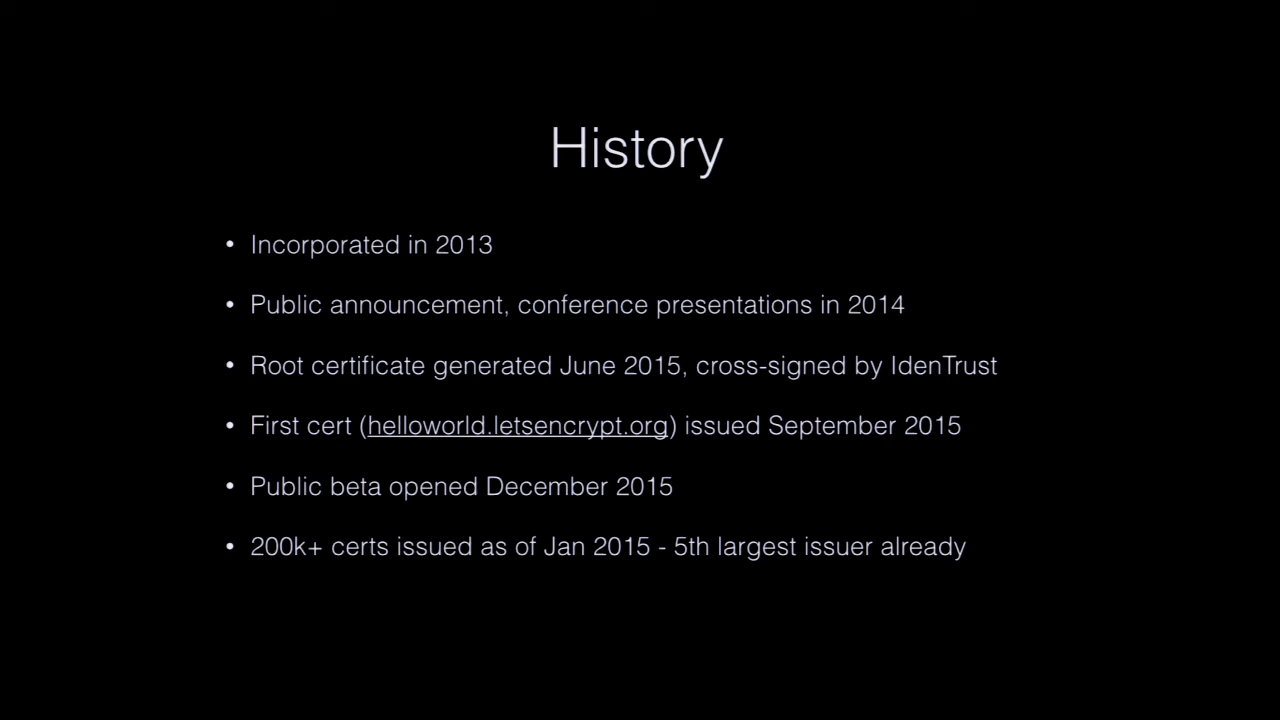 History
• Incorporated in 2013
• Public announcement, conference presentations in 2014
• Root certificate generated June 2015, cross-signed by IdenTrust
• First cert (helloworld.letsencrypt.org) issued September 2015
• Public beta opened December 2015
• 200k+ certs issued as of Jan 2015 - 5th largest issuer already